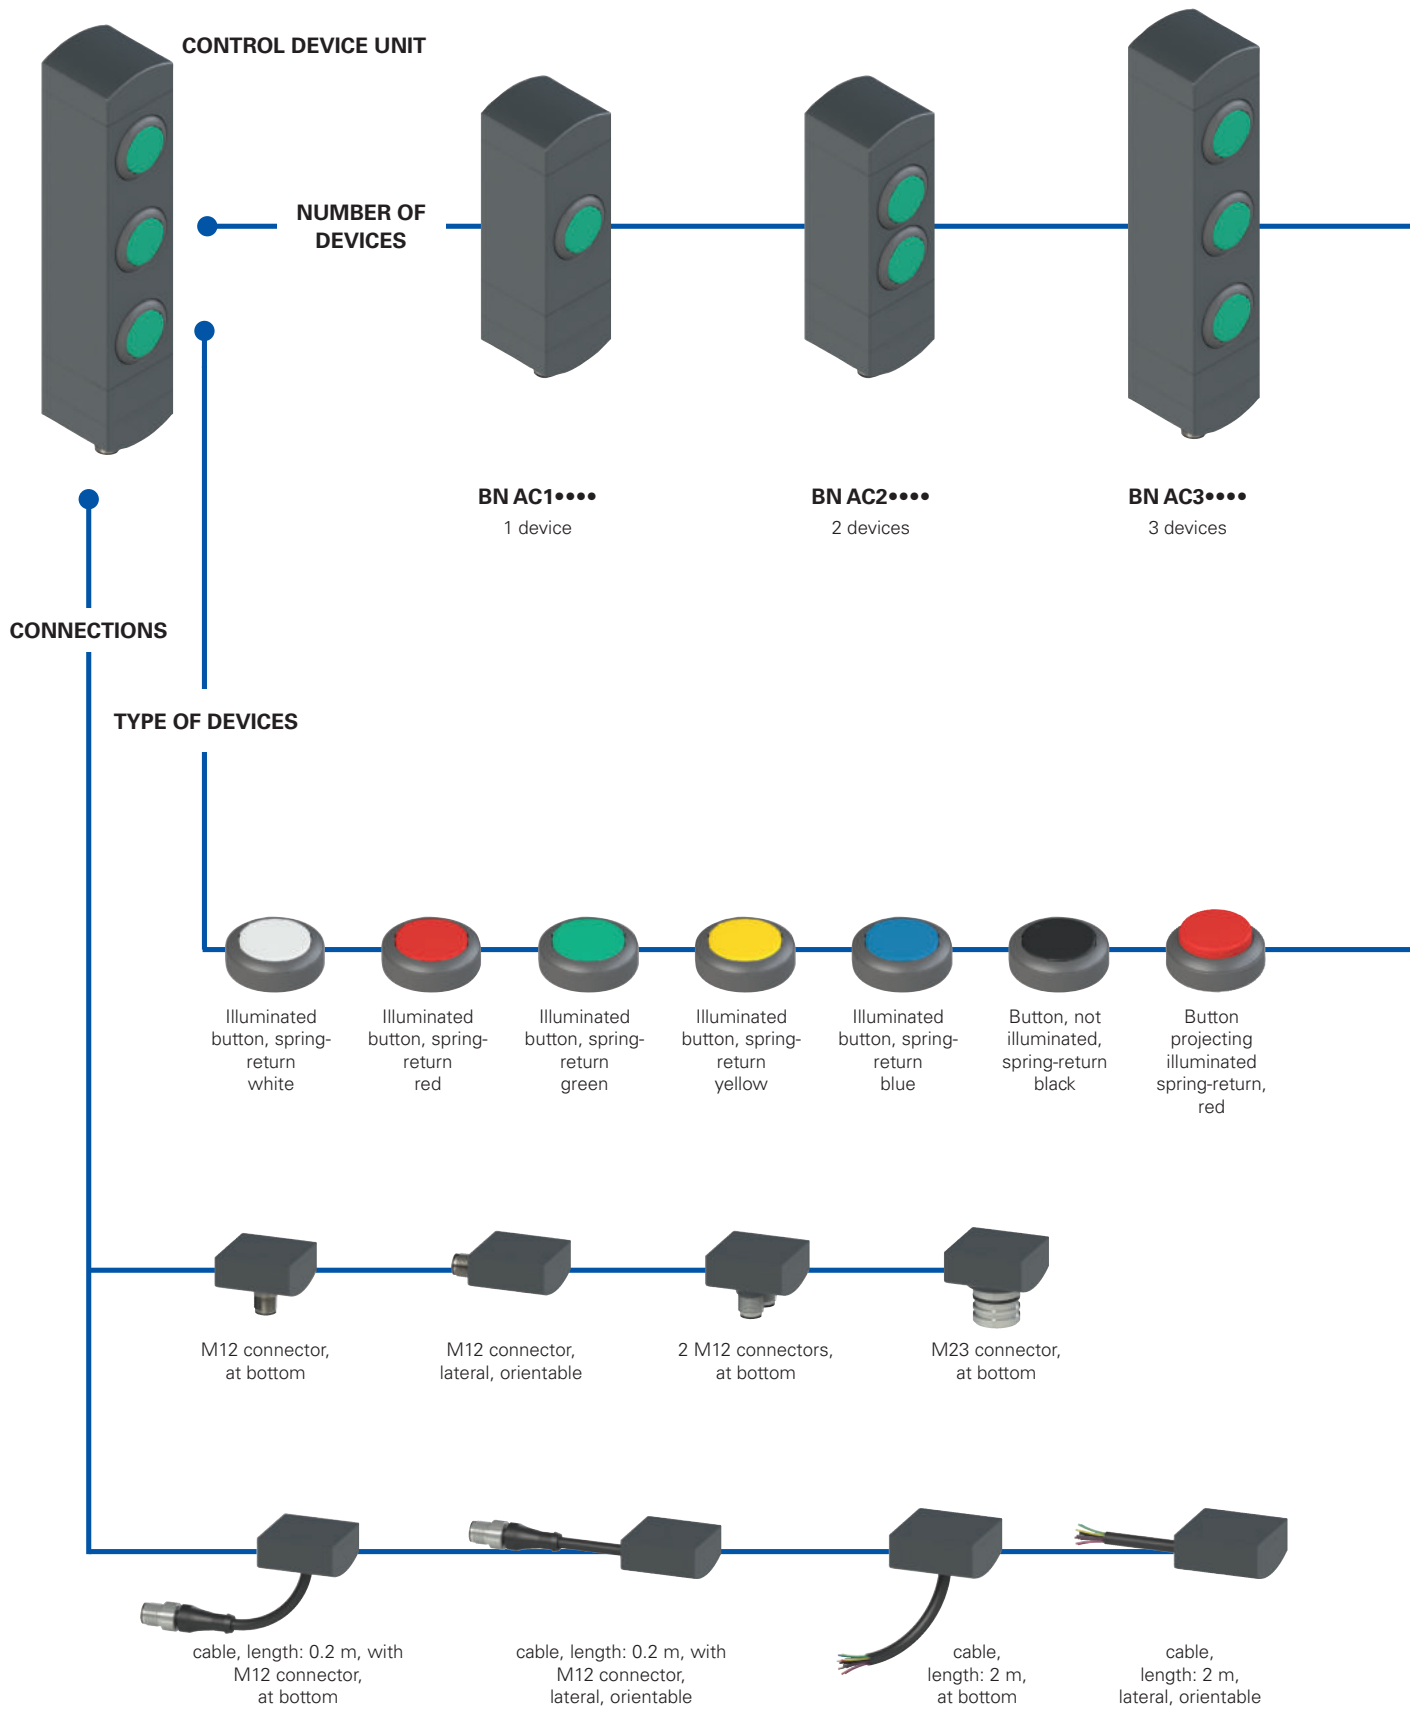 CONTROL DEVICE UNIT
NUMBER OF
DEVICES
BN AC1••••
1 device
BN AC2••••
2 devices
BN AC3••••
3 devices
CONNECTIONS
TYPE OF DEVICES
Illuminated
button, spring-
return
white
Illuminated
button, spring-
return
red
Illuminated
button, spring-
return
green
Illuminated
button, spring-
return
yellow
Illuminated
button, spring-
return
blue
Button, not
illuminated,
spring-return
black
Button
projecting
illuminated
spring-return,
red
M12 connector,
at bottom
M12 connector,
lateral, orientable
2 M12 connectors,
at bottom
M23 connector,
at bottom
cable, length: 0.2 m, with
M12 connector,
at bottom
cable, length: 0.2 m, with
M12 connector,
lateral, orientable
cable,
length: 2 m,
at bottom
cable,
length: 2 m,
lateral, orientable